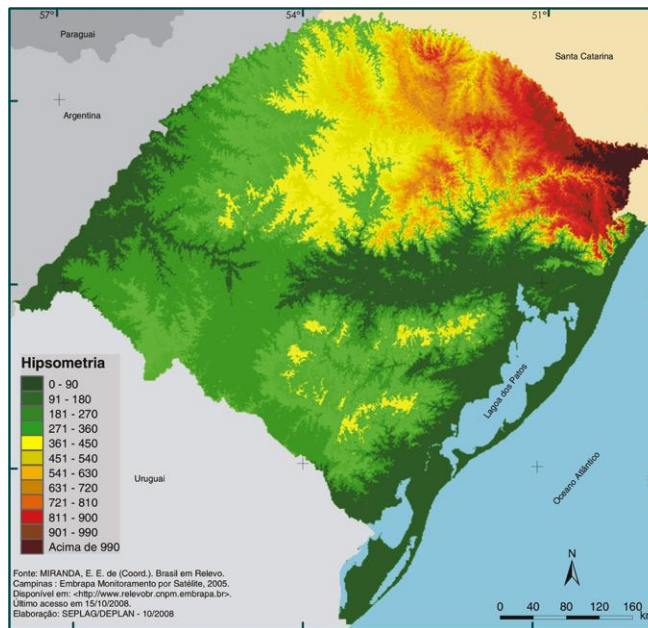 57°
54°
51°
Paraguai
Santa Catarina
Argentina
Lagoa dos Patos
Oceano Atlântico
Uruguai
Hipsometria
0 - 90
91 - 180
181 - 270
271 - 360
361 - 450
451 - 540
541 - 630
631 - 720
721 - 810
811 - 900
901 - 990
Acima de 990
Fonte: MIRANDA, E. E. de (Coord.). Brasil em Relevo.
Campinas : Embrapa Monitoramento por Satélite, 2005.
Disponível em: <http://www.relevobr.cnpm.embrapa.br>.
Último acesso em 15/10/2008.
Elaboração: SEPLAG/DEPLAN - 10/2008
N
0 40 80 120 160
km